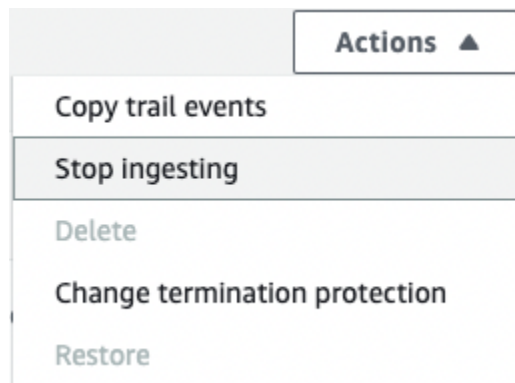 Actions
Copy trail events
Stop ingesting
Delete
Change termination protection
Restore